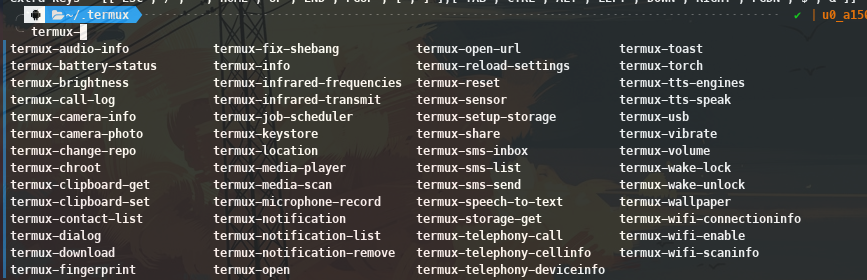 ~/.termux ✔ | u0_a150
termux-
termux-audio-info termux-fix-shebang termux-open-url termux-toast
termux-battery-status termux-info termux-reload-settings termux-torch
termux-brightness termux-infrared-frequencies termux-reset termux-tts-engines
termux-call-log termux-infrared-transmit termux-sensor termux-tts-speak
termux-camera-info termux-job-scheduler termux-setup-storage termux-usb
termux-camera-photo termux-keystore termux-share termux-vibrate
termux-change-repo termux-location termux-sms-inbox termux-volume
termux-chroot termux-media-player termux-sms-list termux-wake-lock
termux-clipboard-get termux-media-scan termux-sms-send termux-wake-unlock
termux-clipboard-set termux-microphone-record termux-speech-to-text termux-wallpaper
termux-contact-list termux-notification termux-storage-get termux-wifi-connectioninfo
termux-dialog termux-notification-list termux-telephony-call termux-wifi-enable
termux-download termux-notification-remove termux-telephony-cellinfo termux-wifi-scaninfo
termux-fingerprint termux-open termux-telephony-deviceinfo